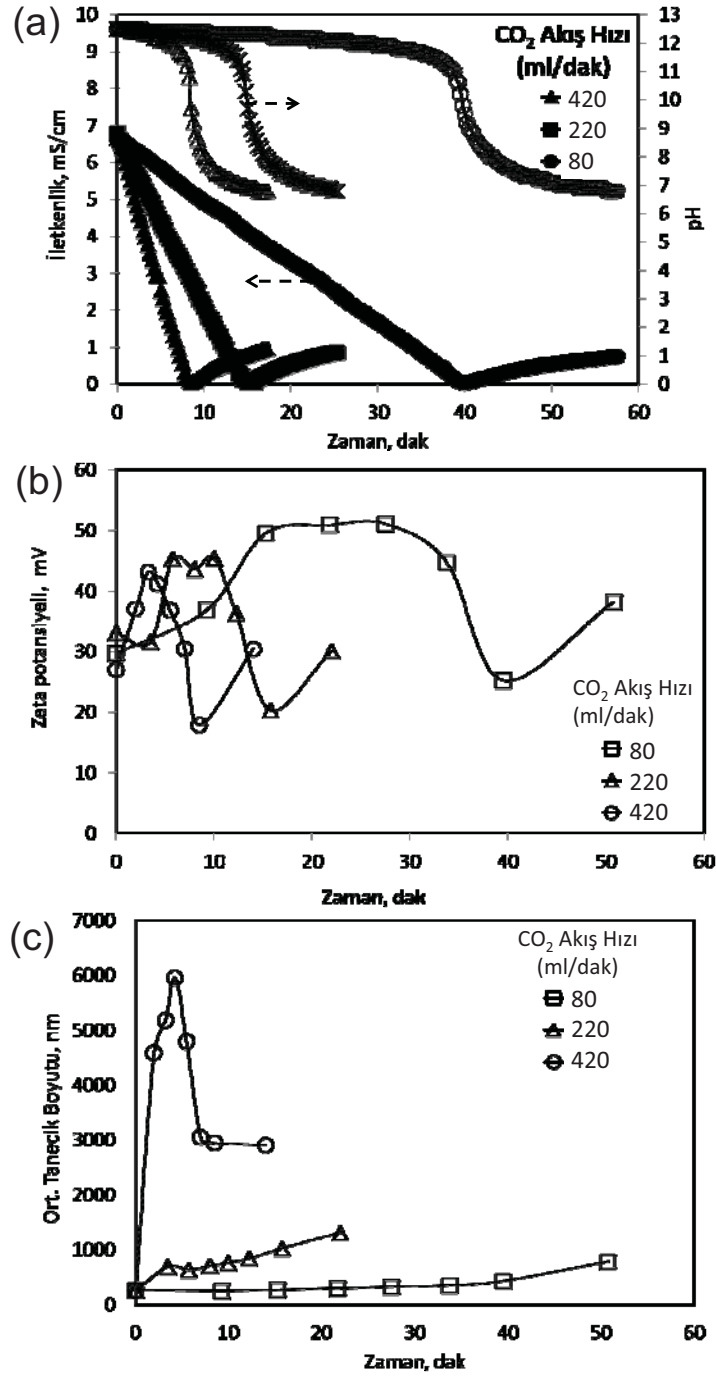 (a)
10
9
8
7
6
5
4
3
2
1
0
İletkenlik, mS/cm
CO2 Akış Hızı
(ml/dak)
420
220
80
13
12
11
10
9
8
7
6
5
4
3
2
1
0
pH
0 10 20 30 40 50 60
Zaman, dak
(b)
60
50
40
30
20
10
0
Zeta potansiyeli, mV
CO2 Akış Hızı
(ml/dak)
80
220
420
0 10 20 30 40 50 60
Zaman, dak
(c)
7000
6000
5000
4000
3000
2000
1000
0
Ort. Tanecik Boyutu, nm
CO2 Akış Hızı
(ml/dak)
80
220
420
0 10 20 30 40 50 60
Zaman, dak